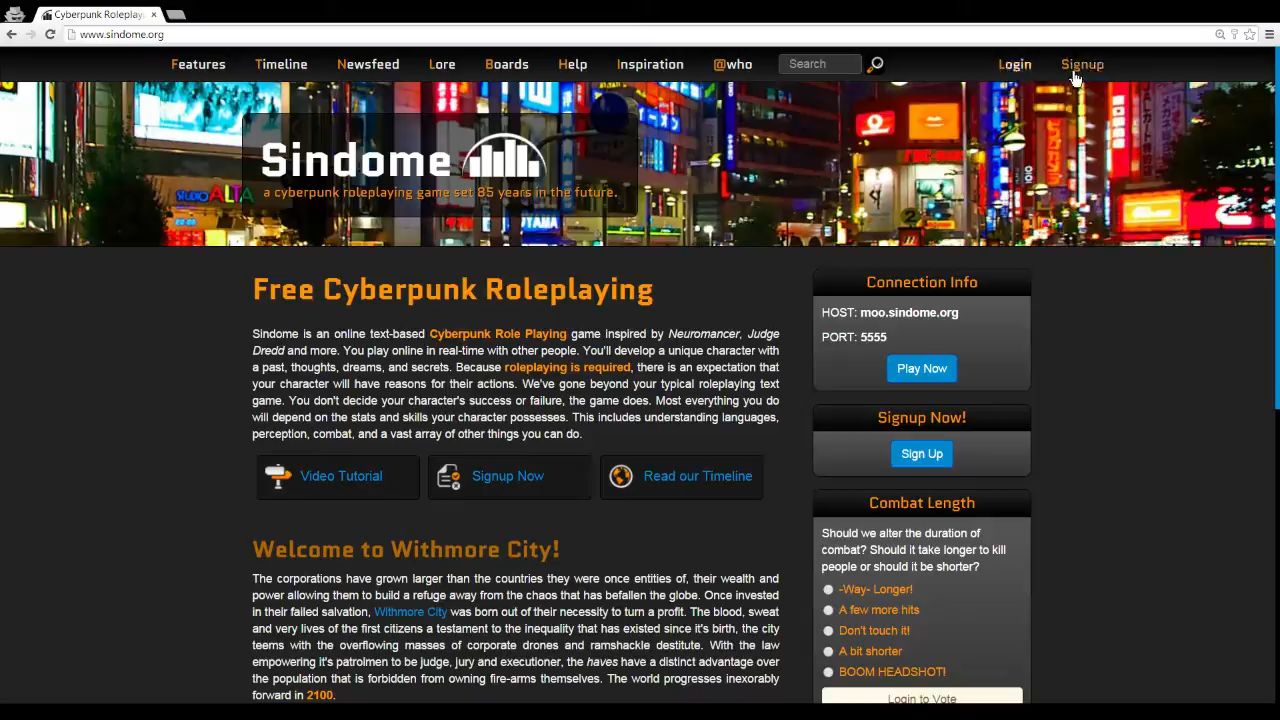 Cyberpunk Roleplay
www.sindome.org
Features Timeline Newsfeed Lore Boards Help Inspiration @who Search Login Signup
Sindome
a cyberpunk roleplaying game set 85 years in the future.
STUDIO ALTA
Free Cyberpunk Roleplaying
Sindome is an online text-based Cyberpunk Role Playing game inspired by Neuromancer, Judge
Dredd and more. You play online in real-time with other people. You'll develop a unique character with
a past, thoughts, dreams, and secrets. Because roleplaying is required, there is an expectation that
your character will have reasons for their actions. We've gone beyond your typical roleplaying text
game. You don't decide your character's success or failure, the game does. Most everything you do
will depend on the stats and skills your character possesses. This includes understanding languages,
perception, combat, and a vast array of other things you can do.
Video Tutorial
Signup Now
Read our Timeline
Welcome to Withmore City!
The corporations have grown larger than the countries they were once entities of, their wealth and
power allowing them to build a refuge away from the chaos that has befallen the globe. Once invested
in their failed salvation, Withmore City was born out of their necessity to turn a profit. The blood, sweat
and very lives of the first citizens a testament to the inequality that has existed since it's birth, the city
teems with the overflowing masses of corporate drones and ramshackle destitute. With the law
empowering it's patrolmen to be judge, jury and executioner, the haves have a distinct advantage over
the population that is forbidden from owning fire-arms themselves. The world progresses inexorably
forward in 2100.
Connection Info
HOST: moo.sindome.org
PORT: 5555
Play Now
Signup Now!
Sign Up
Combat Length
Should we alter the duration of
combat? Should it take longer to kill
people or should it be shorter?
-Way- Longer!
A few more hits
Don't touch it!
A bit shorter
BOOM HEADSHOT!
Login to Vote